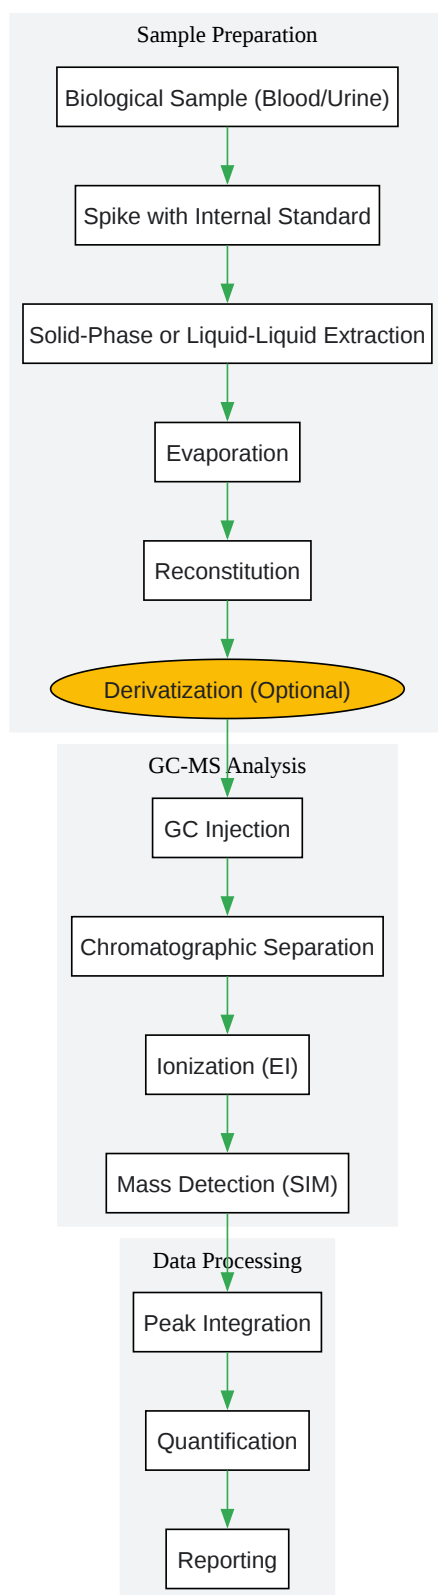 Sample Preparation
Biological Sample (Blood/Urine)
Spike with Internal Standard
Solid-Phase or Liquid-Liquid Extraction
Evaporation
Reconstitution
Derivatization (Optional)
GC-MS Analysis
GC Injection
Chromatographic Separation
Ionization (EI)
Mass Detection (SIM)
Data Processing
Peak Integration
Quantification
Reporting